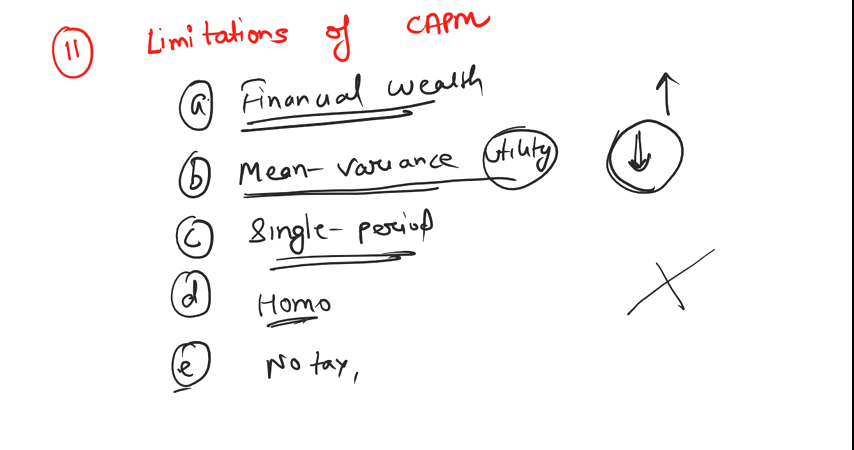 11 Limitations of CAPM
a Financial wealth
b Mean-variance utility
c Single-period
d Homo
e No tax,